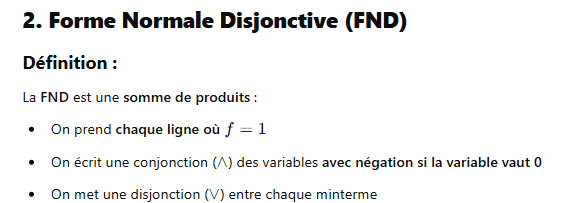 2. Forme Normale Disjonctive (FND)
Définition :
La FND est une somme de produits :
• On prend chaque ligne où f = 1
• On écrit une conjonction (∧) des variables avec négation si la variable vaut 0
• On met une disjonction (∨) entre chaque minterme